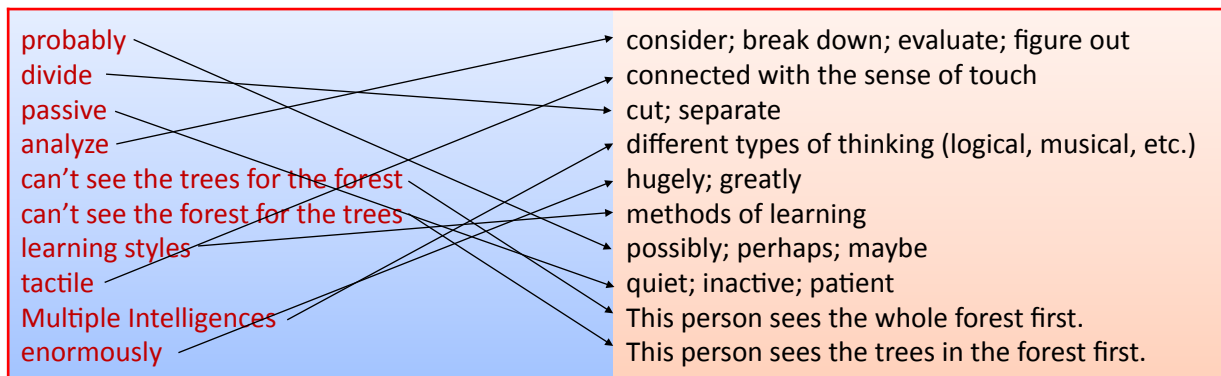 probably
divide
passive
analyze
can't see the trees for the forest
can't see the forest for the trees
learning styles
tactile
Multiple Intelligences
enormously
consider; break down; evaluate; figure out
connected with the sense of touch
cut; separate
different types of thinking (logical, musical, etc.)
hugely; greatly
methods of learning
possibly; perhaps; maybe
quiet; inactive; patient
This person sees the whole forest first.
This person sees the trees in the forest first.